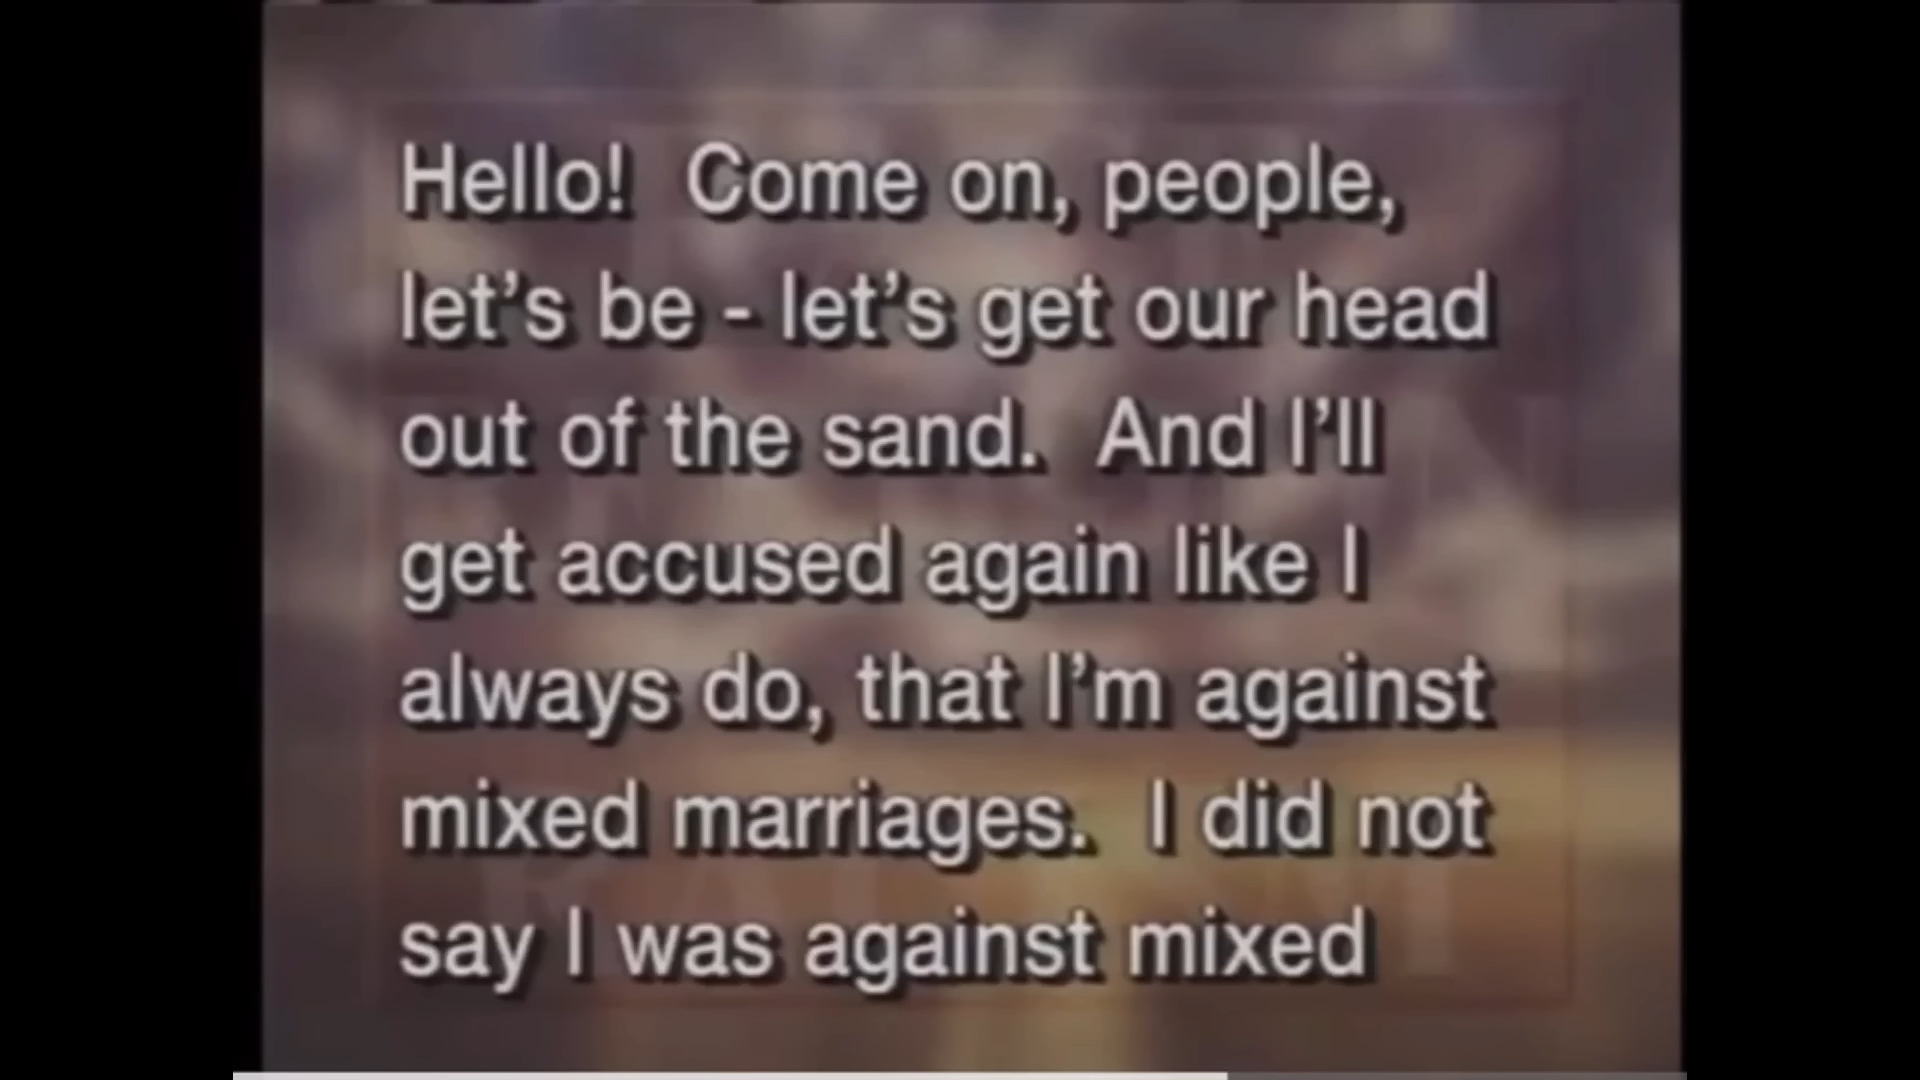 Hello!  Come on, people,
let's be - let's get our head
out of the sand.  And I'll
get accused again like I
always do, that I'm against
mixed marriages.  I did not
say I was against mixed